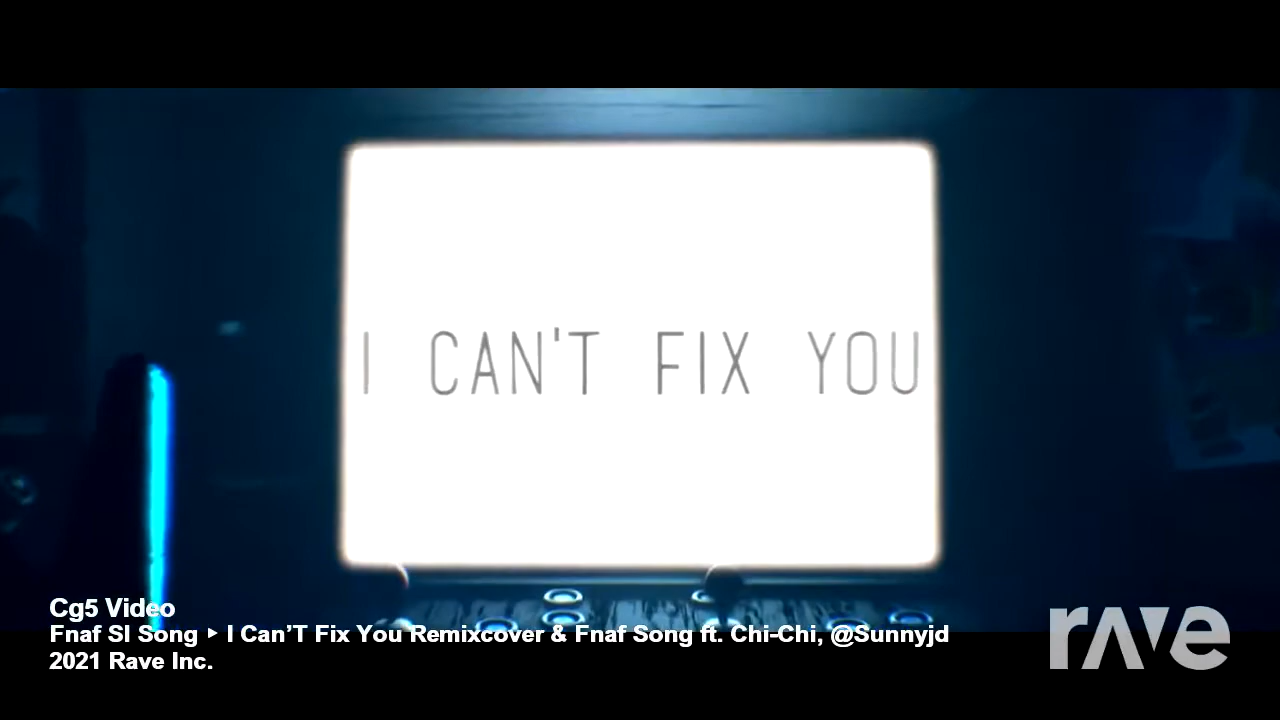 I CAN'T FIX YOU
Cg5 Video
Fnaf Sl Song ▸ I Can’T Fix You Remixcover & Fnaf Song ft. Chi-Chi, @Sunnyjd
2021 Rave Inc.
rave